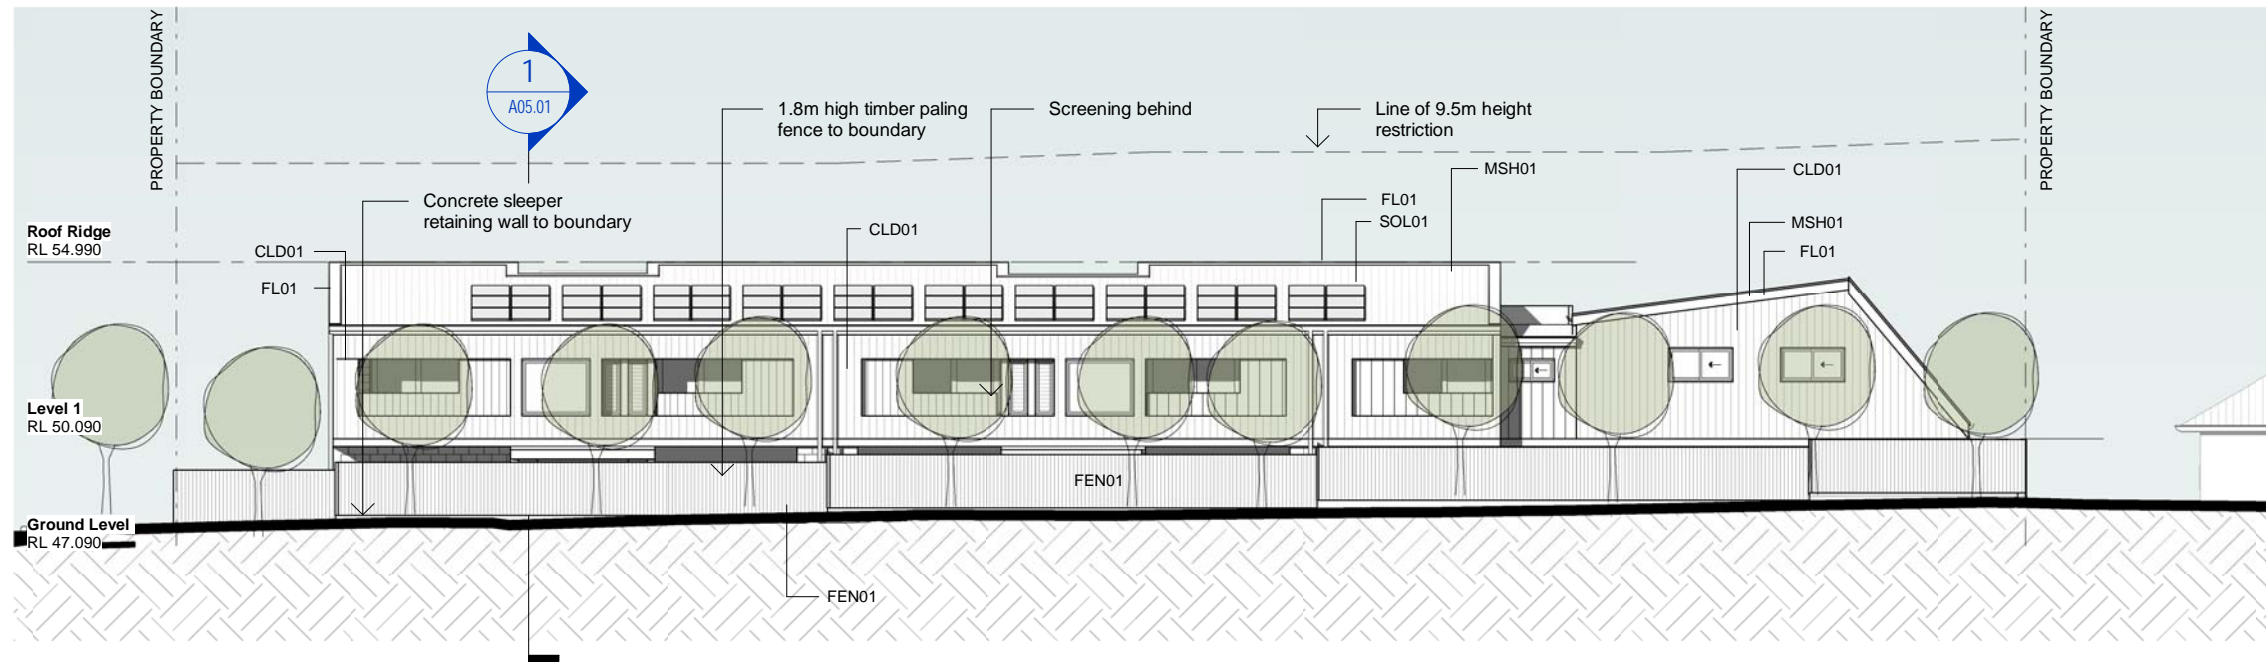 PROPERTY BOUNDARY
1
A05.01
1.8m high timber paling
fence to boundary
Screening behind
Line of 9.5m height
restriction
PROPERTY BOUNDARY
MSH01
CLD01
Concrete sleeper
retaining wall to boundary
FL01
SOL01
MSH01
FL01
CLD01
Roof Ridge
RL 54.990
CLD01
FL01
Level 1
RL 50.090
FEN01
Ground Level
RL 47.090
FEN01